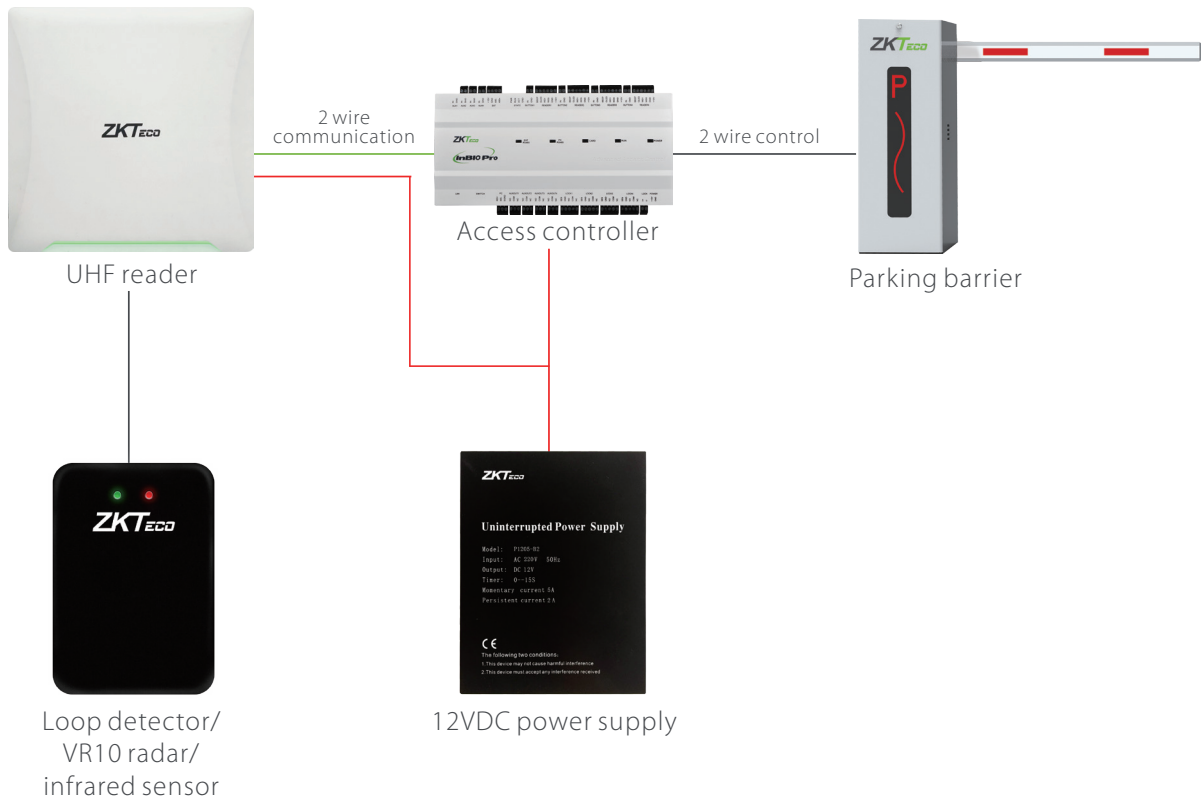 ZKTeco
UHF reader
2 wire
communication
ZKTeco
inBIO Pro
Access controller
2 wire control
ZKTeco
P
Parking barrier
ZKTeco
Loop detector/
VR10 radar/
infrared sensor
ZKTeco
Uninterrupted Power Supply
Model: P120B-B2
Input: AC 220V 50Hz
Output: DC 12V
Timer: 0--15S
Momentary current 5A
Persistent current 2A
CE
The following two conditions:
1.This device may not cause harmful interference
2.This device must accept any interference received
12VDC power supply